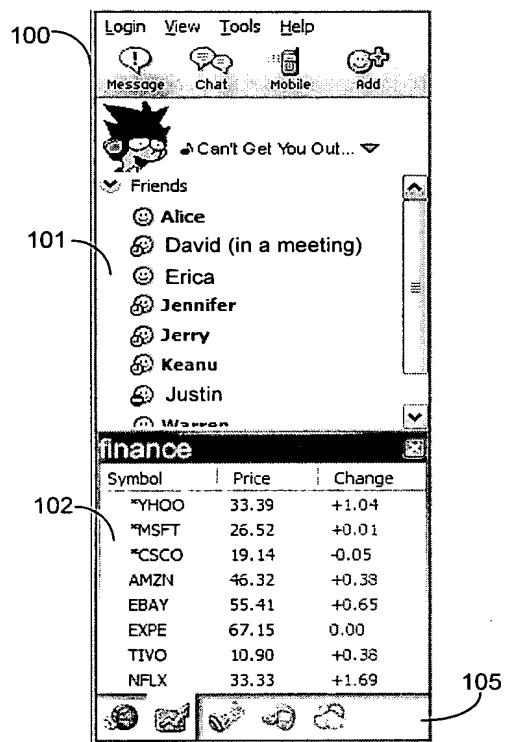 100
Login View Tools Help
Message Chat Mobile Add
Can't Get You Out...
Friends
Alice
101
David (in a meeting)
Erica
Jennifer
Jerry
Keanu
Justin
Warren
finance
Symbol Price Change
102
*YHOO 33.39 +1.04
*MSFT 26.52 +0.01
*CSCO 19.14 -0.05
AMZN 46.32 +0.38
EBAY 55.41 +0.65
EXPE 67.15 0.00
TIVO 10.90 +0.38
NFLX 33.33 +1.69
105